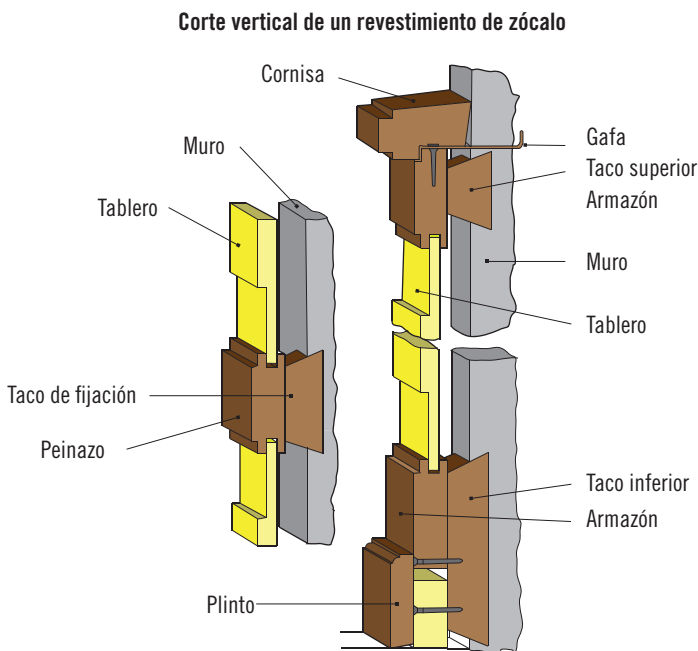 Corte vertical de un revestimiento de zócalo
Cornisa
Muro
Tablero
Taco de fijación
Peinazo
Gafa
Taco superior
Armazón
Muro
Tablero
Taco inferior
Armazón
Plinto